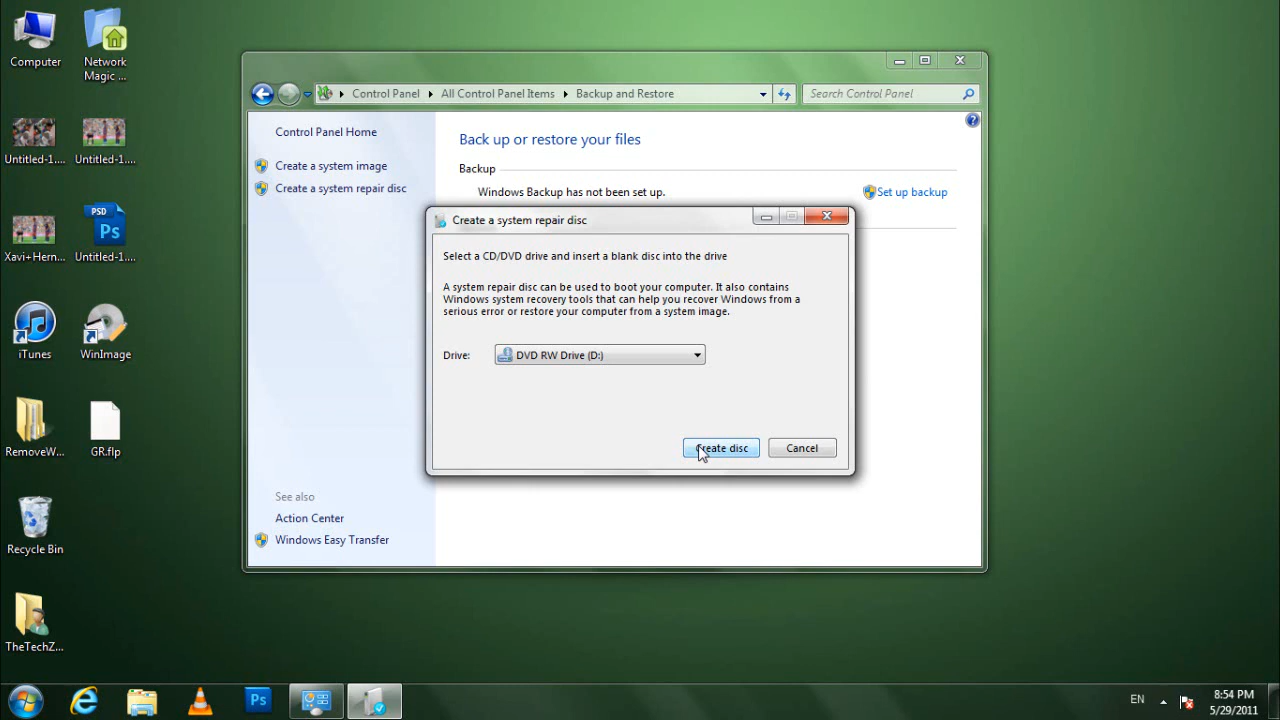 Computer
Network
Magic ...
Untitled-1....
Untitled-1....
Xavi+Hern...
PSD
Ps
Untitled-1....
iTunes
WinImage
RemoveW...
GR.flp
Recycle Bin
TheTechZ...
Control Panel
All Control Panel Items
Backup and Restore
Search Control Panel
Control Panel Home
Create a system image
Create a system repair disc
Back up or restore your files
Backup
Windows Backup has not been set up.
Set up backup
Create a system repair disc
Select a CD/DVD drive and insert a blank disc into the drive
A system repair disc can be used to boot your computer. It also contains
Windows system recovery tools that can help you recover Windows from a
serious error or restore your computer from a system image.
Drive:
DVD RW Drive (D:)
Create disc
Cancel
See also
Action Center
Windows Easy Transfer
Ps
EN
8:54 PM
5/29/2011